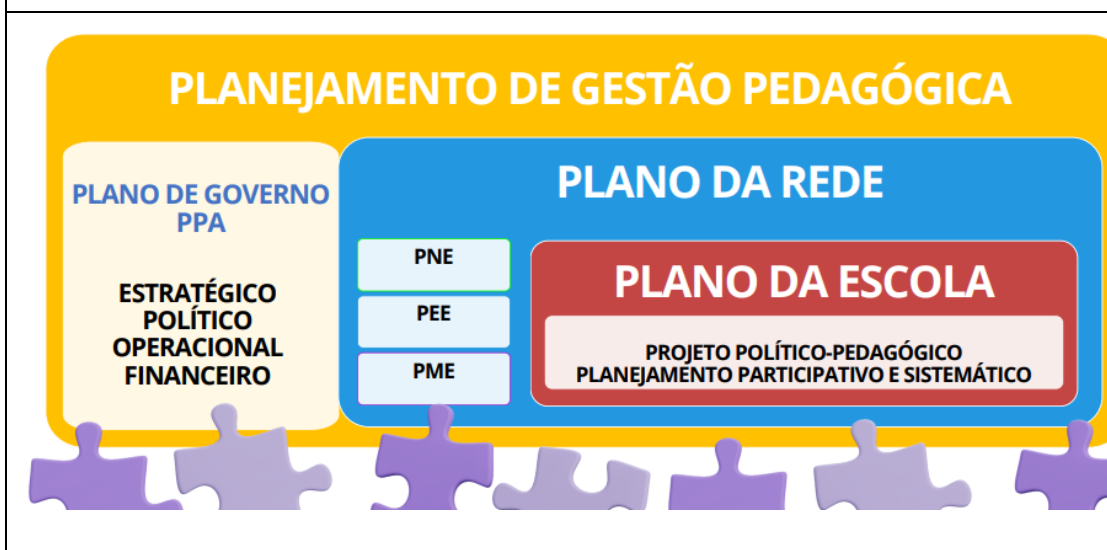 PLANEJAMENTO DE GESTÃO PEDAGÓGICA
PLANO DE GOVERNO
PPA
ESTRATÉGICO
POLÍTICO
OPERACIONAL
FINANCEIRO
PLANO DA REDE
PNE
PEE
PME
PLANO DA ESCOLA
PROJETO POLÍTICO-PEDAGÓGICO
PLANEJAMENTO PARTICIPATIVO E SISTEMÁTICO